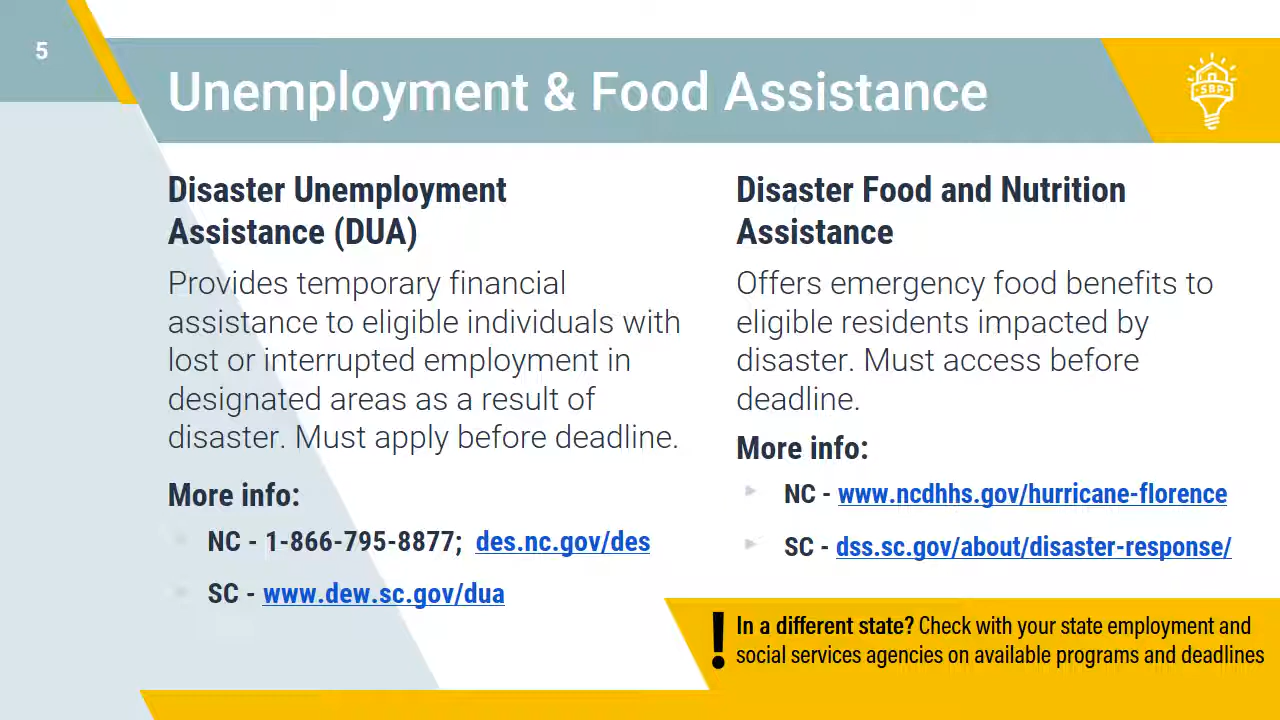 5
Unemployment & Food Assistance
SBP
Disaster Unemployment
Assistance (DUA)
Provides temporary financial
assistance to eligible individuals with
lost or interrupted employment in
designated areas as a result of
disaster. Must apply before deadline.
More info:
NC - 1-866-795-8877; des.nc.gov/des
SC - www.dew.sc.gov/dua
Disaster Food and Nutrition
Assistance
Offers emergency food benefits to
eligible residents impacted by
disaster. Must access before
deadline.
More info:
NC - www.ncdhhs.gov/hurricane-florence
SC - dss.sc.gov/about/disaster-response/
! In a different state? Check with your state employment and
social services agencies on available programs and deadlines